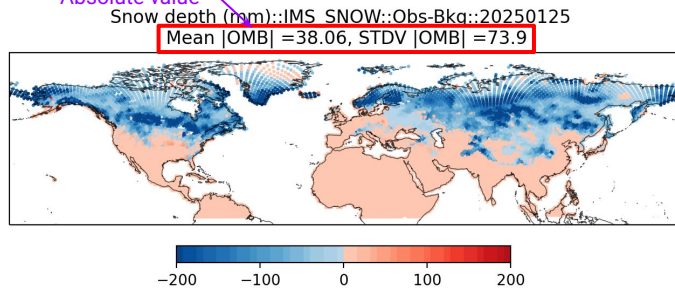 Absolute value
Snow depth (mm)::IMS_SNOW::Obs-Bkg::20250125
Mean |OMB| =38.06, STDV |OMB| =73.9
−200 −100 0 100 200